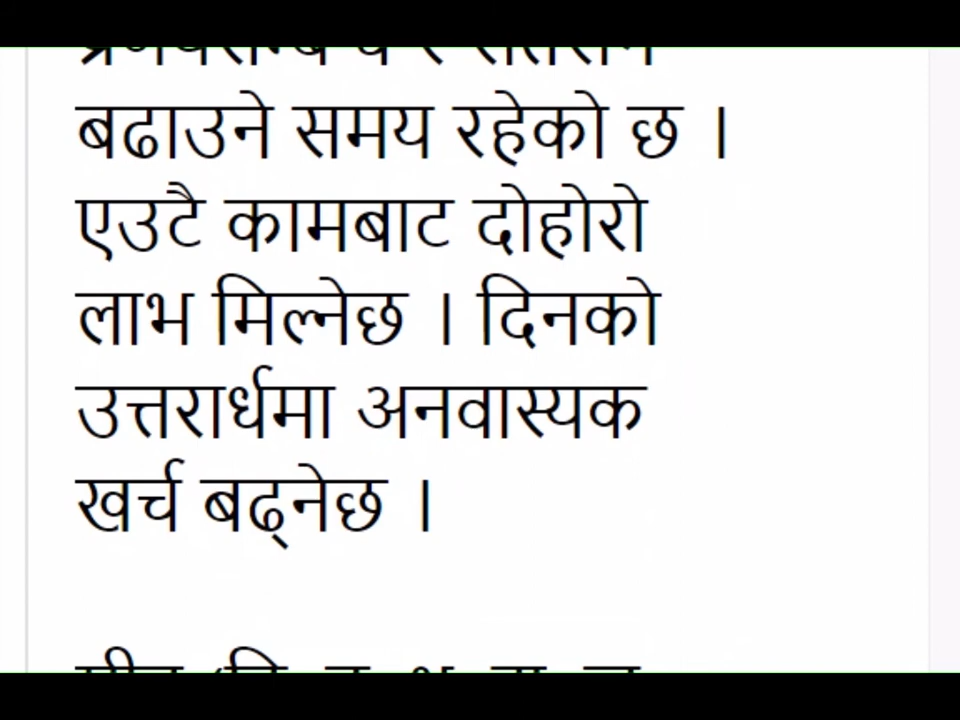 बढाउने समय रहेको छ ।
एउटै कामबाट दोहोरो
लाभ मिल्नेछ । दिनको
उत्तरार्धमा अनवास्यक
खर्च बढ्नेछ ।